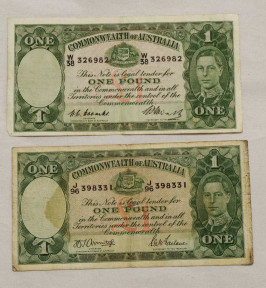 COMMONWEALTH OF AUSTRALIA
ONE 1
W/38 326982 W/38 326982
This Note is Legal Tender for
ONE POUND
in the Commonwealth and in all
Territories under the control of the
Commonwealth.
1 ONE
COMMONWEALTH OF AUSTRALIA
ONE 1
J/96 398331 J/96 398331
This Note is Legal Tender for
ONE POUND
in the Commonwealth and in all
Territories under the control of the
Commonwealth.
1 ONE